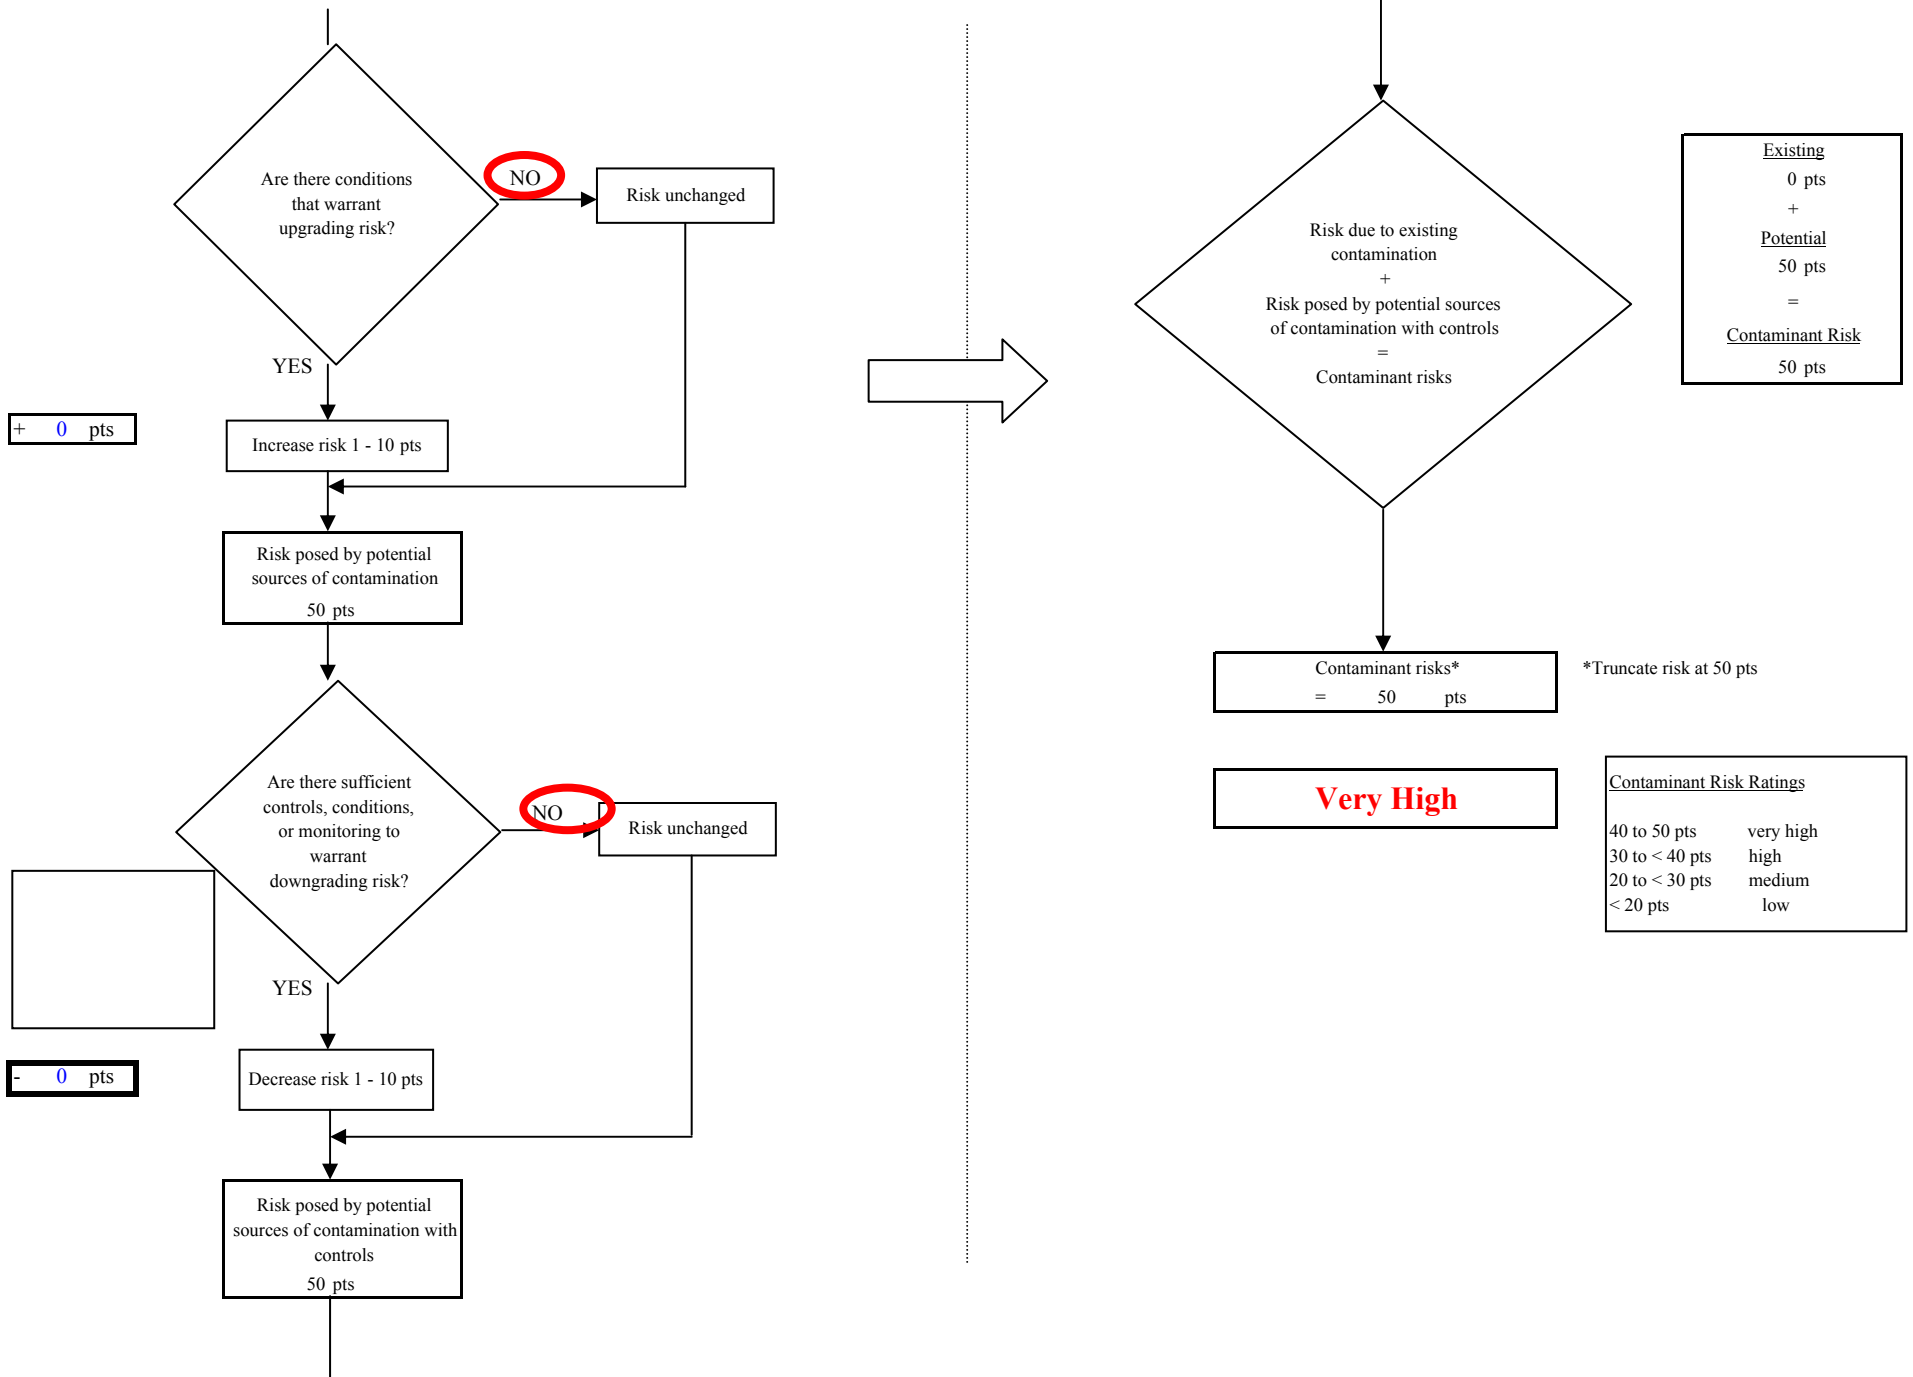 Are there conditions
that warrant
upgrading risk?
NO
Risk unchanged
YES
+ 0 pts
Increase risk 1 - 10 pts
Risk posed by potential
sources of contamination
50 pts
Are there sufficient
controls, conditions,
or monitoring to
warrant
downgrading risk?
NO
Risk unchanged
YES
- 0 pts
Decrease risk 1 - 10 pts
Risk posed by potential
sources of contamination with
controls
50 pts
Risk due to existing
contamination
+
Risk posed by potential sources
of contamination with controls
=
Contaminant risks
Existing
0 pts
+
Potential
50 pts
=
Contaminant Risk
50 pts
Contaminant risks*
= 50 pts
*Truncate risk at 50 pts
Very High
Contaminant Risk Ratings
40 to 50 pts very high
30 to < 40 pts high
20 to < 30 pts medium
< 20 pts low